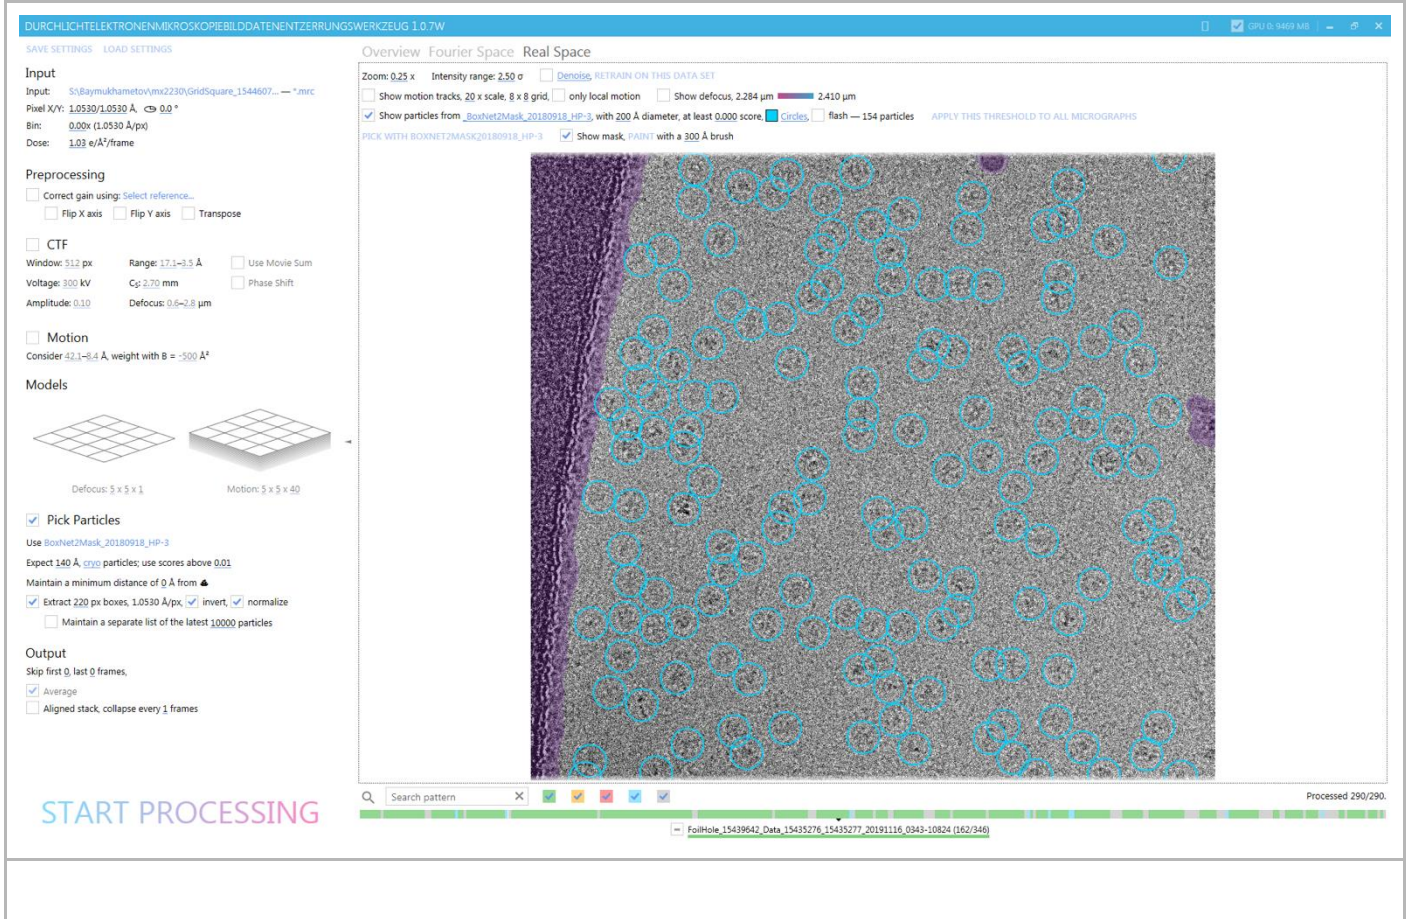 DURCHLICHTELEKTRONENMIKROSKOPIEBILDDATENENTZERRUNGSWERKZEUG 1.0.7W
GPU 0: 9469 MB
SAVE SETTINGS LOAD SETTINGS
Overview Fourier Space Real Space
Input
Input: S:\Baymukhametov\mx2230\GridSquare_1544607... — *.mrc
Pixel X/Y: 1.0530/1.0530 Å, 0.0 °
Bin: 0.00x (1.0530 Å/px)
Dose: 1.03 e/Å²/frame
Preprocessing
Correct gain using: Select reference...
Flip X axis Flip Y axis Transpose
CTF
Window: 512 px Range: 17.1–3.5 Å Use Movie Sum
Voltage: 300 kV Cs: 2.70 mm Phase Shift
Amplitude: 0.10 Defocus: 0.6–2.8 µm
Motion
Consider 42.1–8.4 Å, weight with B = -500 Å²
Models
Defocus: 5 x 5 x 1 Motion: 5 x 5 x 40
Pick Particles
Use BoxNet2Mask_20180918_HP-3
Expect 140 Å, cryo particles; use scores above 0.01
Maintain a minimum distance of 0 Å from
Extract 220 px boxes, 1.0530 Å/px, invert, normalize
Maintain a separate list of the latest 10000 particles
Output
Skip first 0, last 0 frames,
Average
Aligned stack, collapse every 1 frames
START PROCESSING
Zoom: 0.25 x Intensity range: 2.50 σ Denoise, RETRAIN ON THIS DATA SET
Show motion tracks, 20 x scale, 8 x 8 grid, only local motion Show defocus, 2.284 µm 2.410 µm
Show particles from _BoxNet2Mask_20180918_HP-3, with 200 Å diameter, at least 0.000 score, Circles, flash — 154 particles APPLY THIS THRESHOLD TO ALL MICROGRAPHS
PICK WITH BOXNET2MASK20180918_HP-3 Show mask, PAINT with a 300 Å brush
Search pattern
Processed 290/290.
FoilHole_15439642_Data_15435276_15435277_20191116_0343-10824 (162/346)